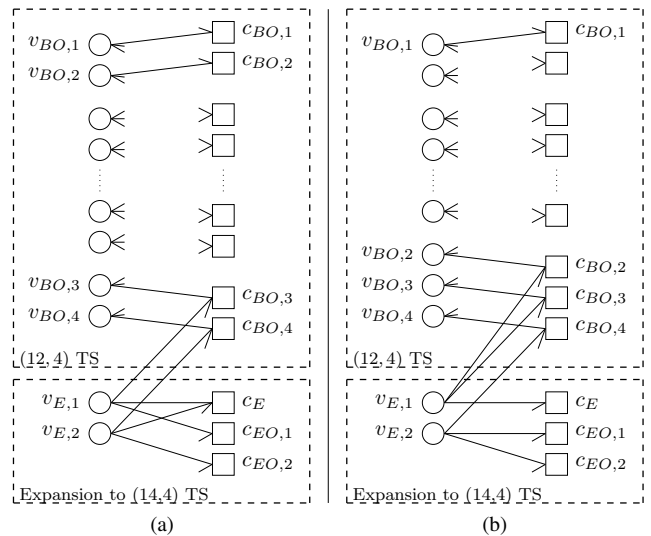 v_{BO,1} c_{BO,1}
v_{BO,2} c_{BO,2}
v_{BO,3} c_{BO,3}
v_{BO,4} c_{BO,4}
(12, 4) TS
v_{E,1} c_E
v_{E,2} c_{EO,1}
c_{EO,2}
Expansion to (14,4) TS
(a)
v_{BO,1} c_{BO,1}
v_{BO,2} c_{BO,2}
v_{BO,3} c_{BO,3}
v_{BO,4} c_{BO,4}
(12, 4) TS
v_{E,1} c_E
v_{E,2} c_{EO,1}
c_{EO,2}
Expansion to (14,4) TS
(b)